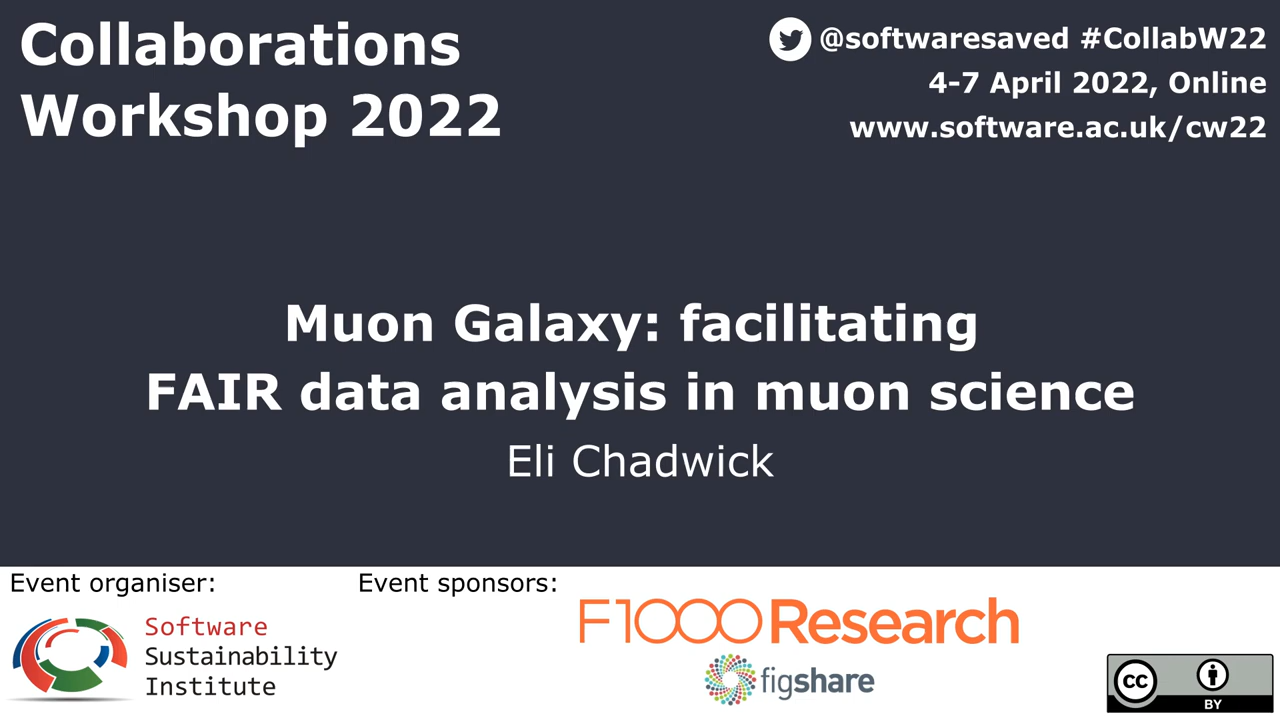 Collaborations
Workshop 2022
@softwaresaved #CollabW22
4-7 April 2022, Online
www.software.ac.uk/cw22
Muon Galaxy: facilitating
FAIR data analysis in muon science
Eli Chadwick
Event organiser:
Software
Sustainability
Institute
Event sponsors:
F1000Research
figshare
cc
BY